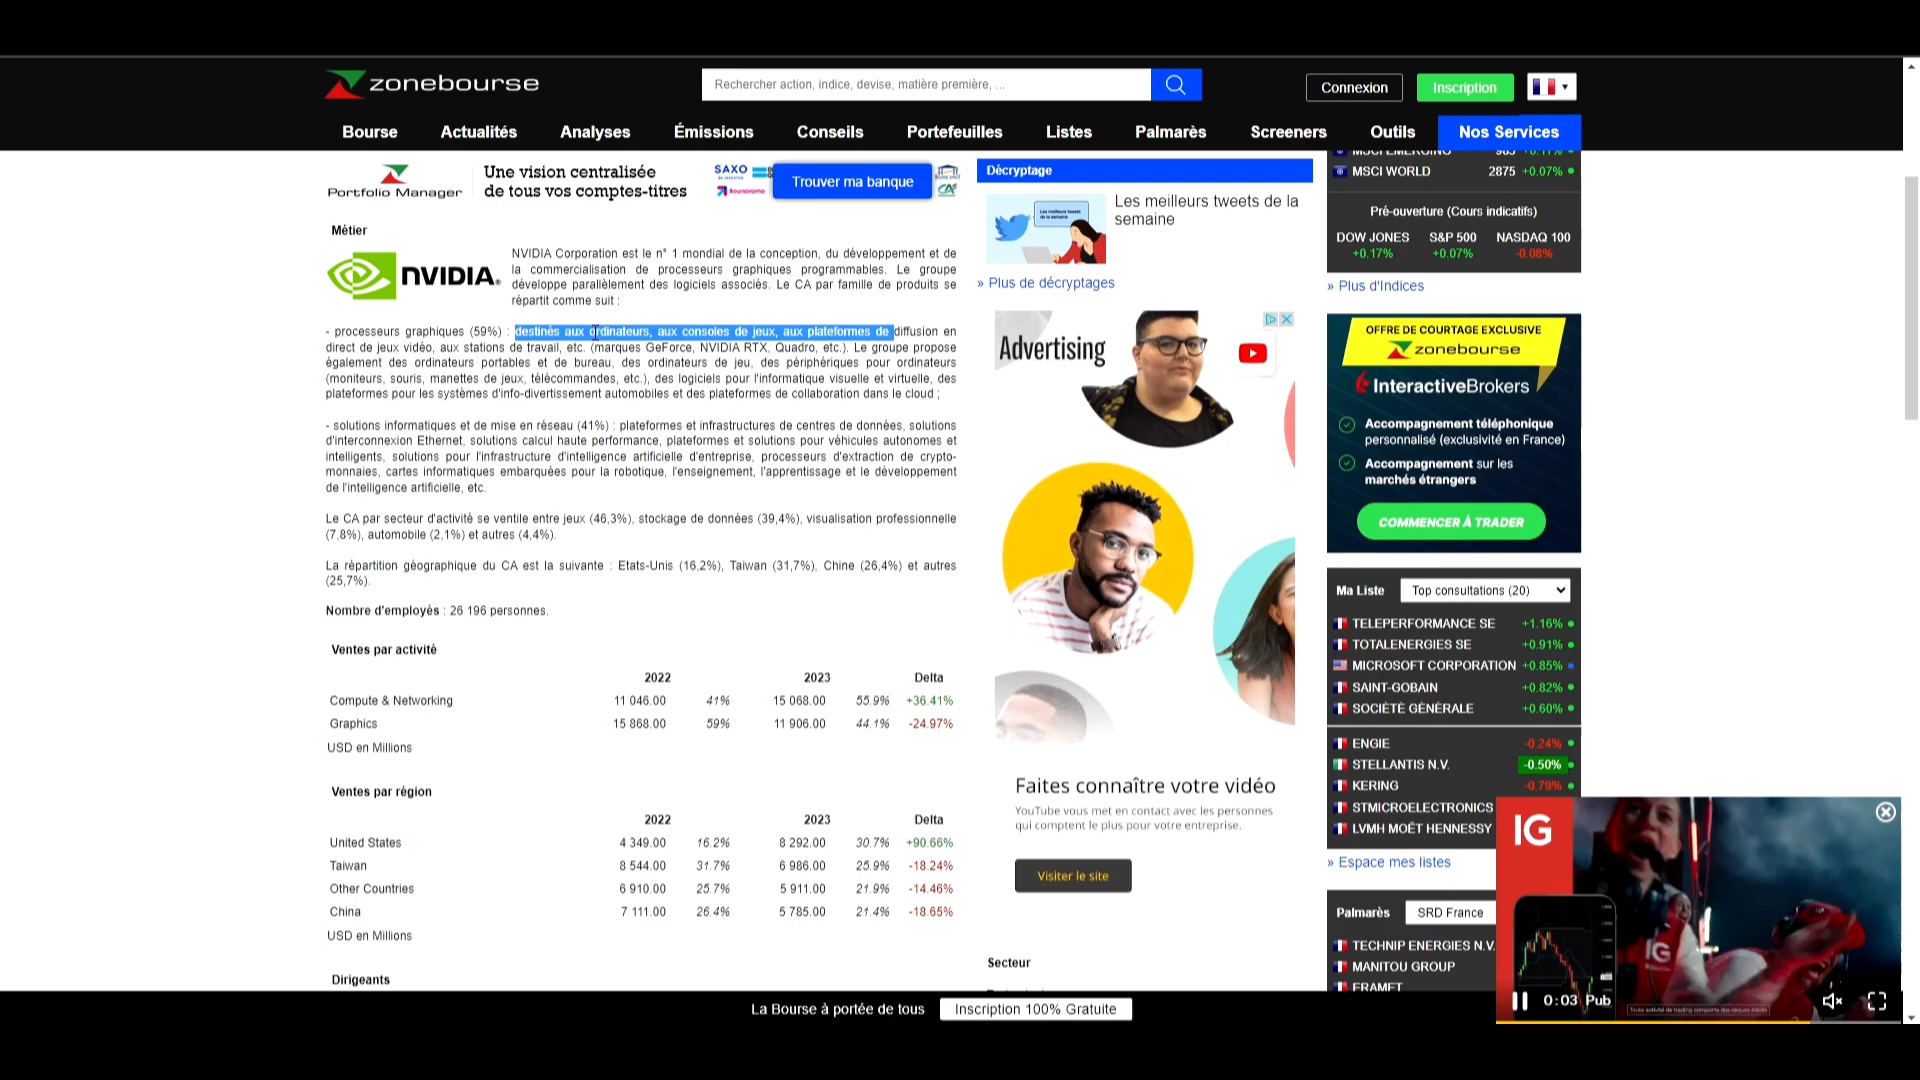 zonebourse
Rechercher action, indice, devise, matière première, ...
Connexion
Inscription
Bourse Actualités Analyses Émissions Conseils Portefeuilles Listes Palmarès Screeners Outils Nos Services
Portfolio Manager
Une vision centralisée
de tous vos comptes-titres
SAXO
Boursorama
Trouver ma banque
CA
Métier
NVIDIA.
NVIDIA Corporation est le n° 1 mondial de la conception, du développement et de
la commercialisation de processeurs graphiques programmables. Le groupe
développe parallèlement des logiciels associés. Le CA par famille de produits se
répartit comme suit :
- processeurs graphiques (59%) : destinés aux ordinateurs, aux consoles de jeux, aux plateformes de diffusion en
direct de jeux vidéo, aux stations de travail, etc. (marques GeForce, NVIDIA RTX, Quadro, etc.). Le groupe propose
également des ordinateurs portables et de bureau, des ordinateurs de jeu, des périphériques pour ordinateurs
(moniteurs, souris, manettes de jeux, télécommandes, etc.), des logiciels pour l'informatique visuelle et virtuelle, des
plateformes pour les systèmes d'info-divertissement automobiles et des plateformes de collaboration dans le cloud ;
- solutions informatiques et de mise en réseau (41%) : plateformes et infrastructures de centres de données, solutions
d'interconnexion Ethernet, solutions calcul haute performance, plateformes et solutions pour véhicules autonomes et
intelligents, solutions pour l'infrastructure d'intelligence artificielle d'entreprise, processeurs d'extraction de crypto-
monnaies, cartes informatiques embarquées pour la robotique, l'enseignement, l'apprentissage et le développement
de l'intelligence artificielle, etc.
Le CA par secteur d'activité se ventile entre jeux (46,3%), stockage de données (39,4%), visualisation professionnelle
(7,8%), automobile (2,1%) et autres (4,4%).
La répartition géographique du CA est la suivante : Etats-Unis (16,2%), Taiwan (31,7%), Chine (26,4%) et autres
(25,7%).
Nombre d'employés : 26 196 personnes.
Ventes par activité
2022 2023 Delta
Compute & Networking 11 046.00 41% 15 068.00 55.9% +36.41%
Graphics 15 868.00 59% 11 906.00 44.1% -24.97%
USD en Millions
Ventes par région
2022 2023 Delta
United States 4 349.00 16.2% 8 292.00 30.7% +90.66%
Taiwan 8 544.00 31.7% 6 986.00 25.9% -18.24%
Other Countries 6 910.00 25.7% 5 911.00 21.9% -14.46%
China 7 111.00 26.4% 5 785.00 21.4% -18.65%
USD en Millions
Dirigeants
Décryptage
Les meilleurs tweets de la
semaine
» Plus de décryptages
Advertising
Faites connaître votre vidéo
YouTube vous met en contact avec les personnes
qui comptent le plus pour votre entreprise.
Visiter le site
Secteur
MSCI EMERGING 985 +0.11%
MSCI WORLD 2875 +0.07%
Pré-ouverture (Cours indicatifs)
DOW JONES S&P 500 NASDAQ 100
+0.17% +0.07% -0.08%
» Plus d'Indices
OFFRE DE COURTAGE EXCLUSIVE
zonebourse
InteractiveBrokers
Accompagnement téléphonique
personnalisé (exclusivité en France)
Accompagnement sur les
marchés étrangers
COMMENCER À TRADER
Ma Liste Top consultations (20)
TELEPERFORMANCE SE +1.16%
TOTALENERGIES SE +0.91%
MICROSOFT CORPORATION +0.85%
SAINT-GOBAIN +0.82%
SOCIÉTÉ GÉNÉRALE +0.60%
ENGIE -0.24%
STELLANTIS N.V. -0.50%
KERING -0.79%
STMICROELECTRONICS
LVMH MOËT HENNESSY
» Espace mes listes
Palmarès SRD France
TECHNIP ENERGIES N.V.
MANITOU GROUP
ERAMET
IG
IG
0:03 Pub
Toute activité de trading comporte des risques élevés
La Bourse à portée de tous
Inscription 100% Gratuite